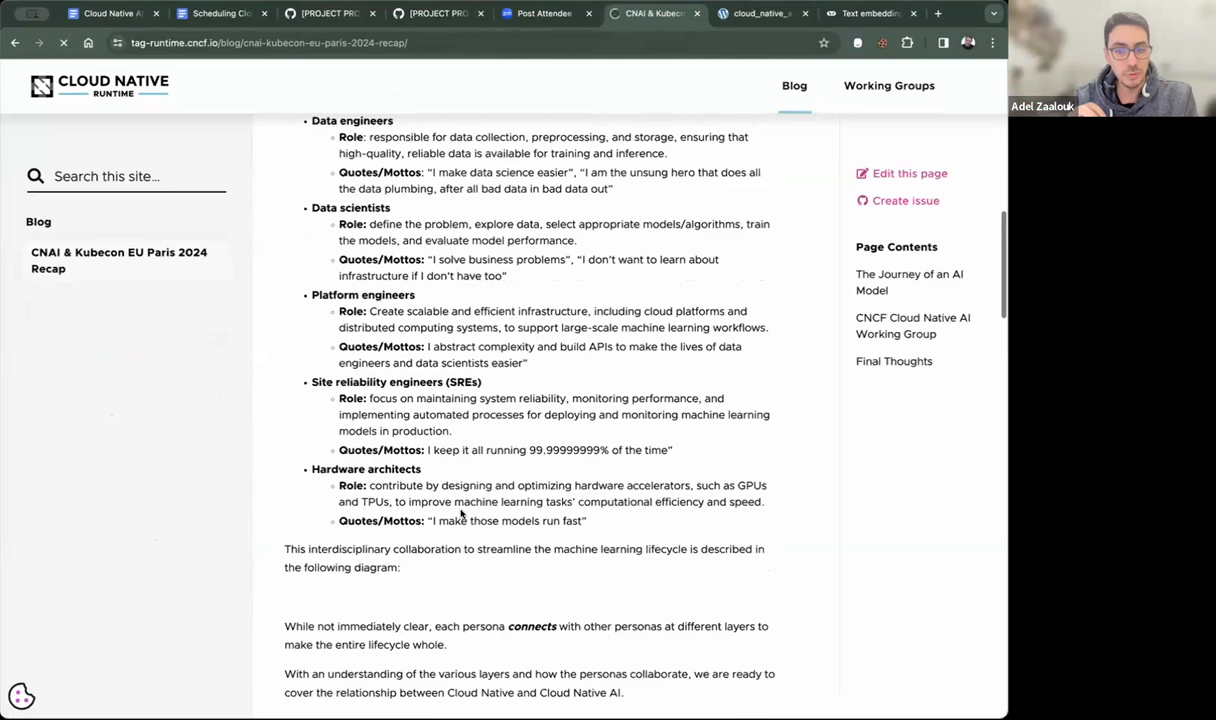 Cloud Native A
Scheduling Clo
[PROJECT PRO
[PROJECT PRO
Post Attendee
CNAI & Kubecon
cloud_native_
Text embedding
tag-runtime.cncf.io/blog/cnai-kubecon-eu-paris-2024-recap/
CLOUD NATIVE
RUNTIME
Blog
Working Groups
Adel Zaalouk
Search this site…
Blog
CNAI & Kubecon EU Paris 2024
Recap
Data engineers
Role: responsible for data collection, preprocessing, and storage, ensuring that
high-quality, reliable data is available for training and inference.
Quotes/Mottos: “I make data science easier”, “I am the unsung hero that does all
the data plumbing, after all bad data in bad data out”
Data scientists
Role: define the problem, explore data, select appropriate models/algorithms, train
the models, and evaluate model performance.
Quotes/Mottos: “I solve business problems”, “I don’t want to learn about
infrastructure if I don’t have too”
Platform engineers
Role: Create scalable and efficient infrastructure, including cloud platforms and
distributed computing systems, to support large-scale machine learning workflows.
Quotes/Mottos: I abstract complexity and build APIs to make the lives of data
engineers and data scientists easier”
Site reliability engineers (SREs)
Role: focus on maintaining system reliability, monitoring performance, and
implementing automated processes for deploying and monitoring machine learning
models in production.
Quotes/Mottos: I keep it all running 99.99999999% of the time”
Hardware architects
Role: contribute by designing and optimizing hardware accelerators, such as GPUs
and TPUs, to improve machine learning tasks’ computational efficiency and speed.
Quotes/Mottos: “I make those models run fast”
This interdisciplinary collaboration to streamline the machine learning lifecycle is described in
the following diagram:
While not immediately clear, each persona connects with other personas at different layers to
make the entire lifecycle whole.
With an understanding of the various layers and how the personas collaborate, we are ready to
cover the relationship between Cloud Native and Cloud Native AI.
Edit this page
Create issue
Page Contents
The Journey of an AI
Model
CNCF Cloud Native AI
Working Group
Final Thoughts